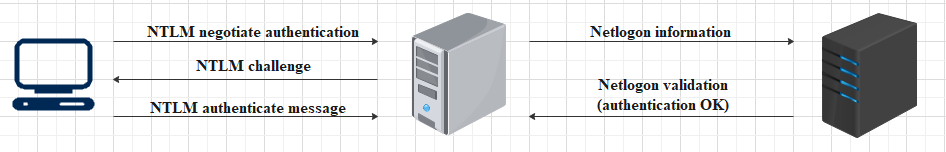 NTLM negotiate authentication
NTLM challenge
NTLM authenticate message
Netlogon information
Netlogon validation
(authentication OK)